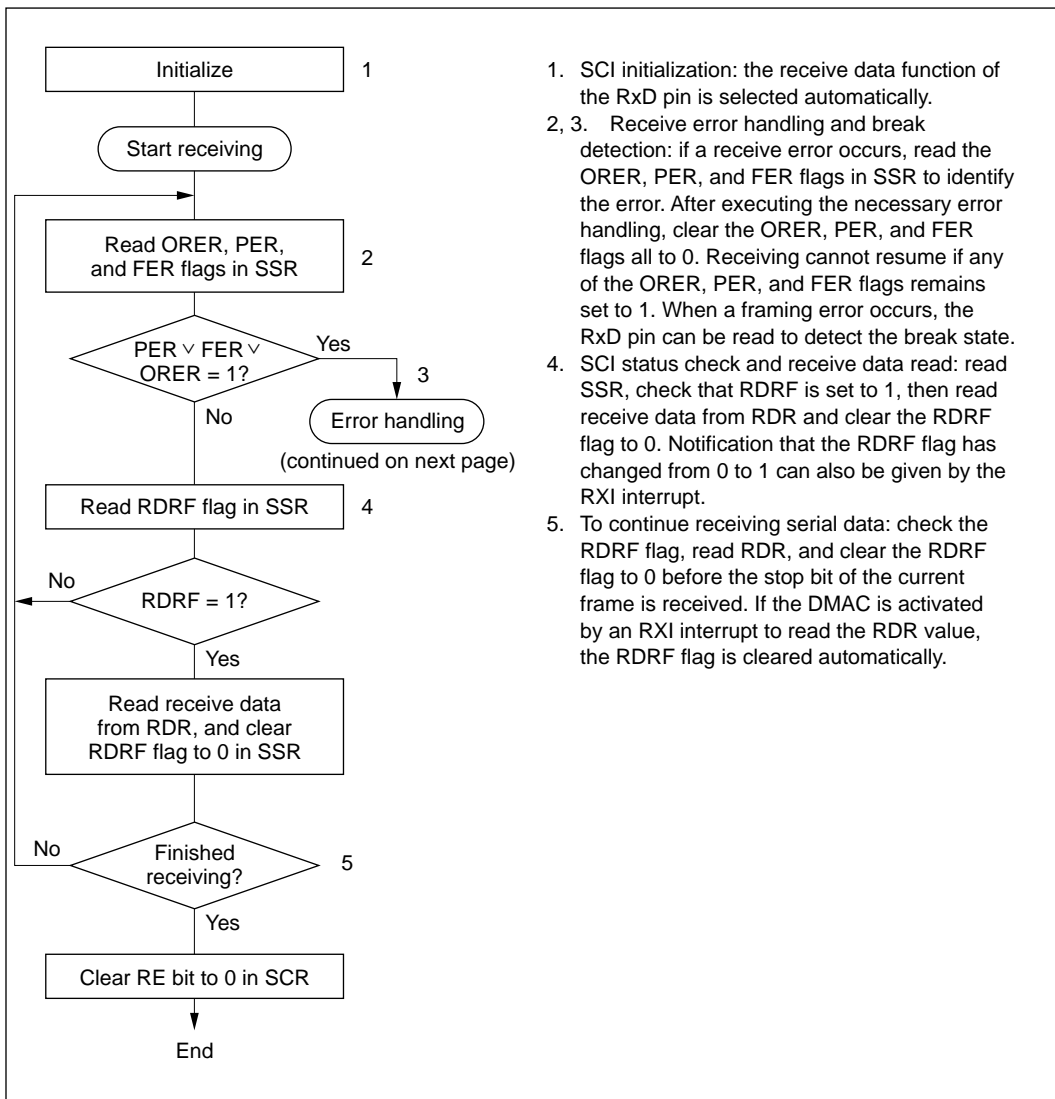 Initialize
1
Start receiving
Read ORER, PER,
and FER flags in SSR
2
PER ∨ FER ∨
ORER = 1?
Yes
3
No
Error handling
(continued on next page)
Read RDRF flag in SSR
4
No
RDRF = 1?
Yes
Read receive data
from RDR, and clear
RDRF flag to 0 in SSR
No
Finished
receiving?
5
Yes
Clear RE bit to 0 in SCR
End
1. SCI initialization: the receive data function of
the RxD pin is selected automatically.
2, 3. Receive error handling and break
detection: if a receive error occurs, read the
ORER, PER, and FER flags in SSR to identify
the error. After executing the necessary error
handling, clear the ORER, PER, and FER
flags all to 0. Receiving cannot resume if any
of the ORER, PER, and FER flags remains
set to 1. When a framing error occurs, the
RxD pin can be read to detect the break state.
4. SCI status check and receive data read: read
SSR, check that RDRF is set to 1, then read
receive data from RDR and clear the RDRF
flag to 0. Notification that the RDRF flag has
changed from 0 to 1 can also be given by the
RXI interrupt.
5. To continue receiving serial data: check the
RDRF flag, read RDR, and clear the RDRF
flag to 0 before the stop bit of the current
frame is received. If the DMAC is activated
by an RXI interrupt to read the RDR value,
the RDRF flag is cleared automatically.